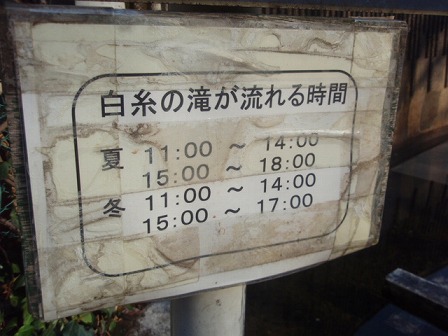 白糸の滝が流れる時間
夏 11:00 ～ 14:00
15:00 ～ 18:00
冬 11:00 ～ 14:00
15:00 ～ 17:00